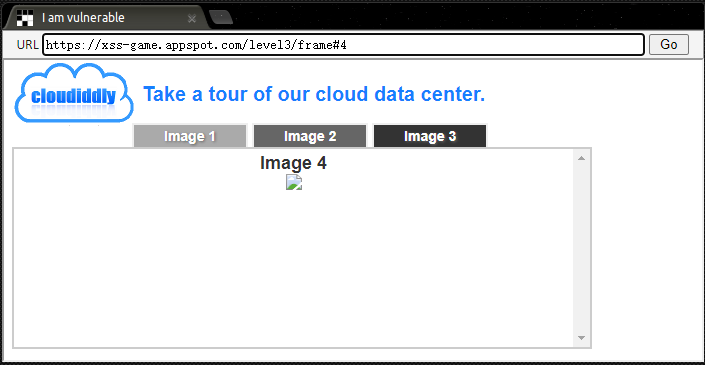 I am vulnerable
URL https://xss-game.appspot.com/level3/frame#4 Go
cloudiddly Take a tour of our cloud data center.
Image 1 Image 2 Image 3
Image 4